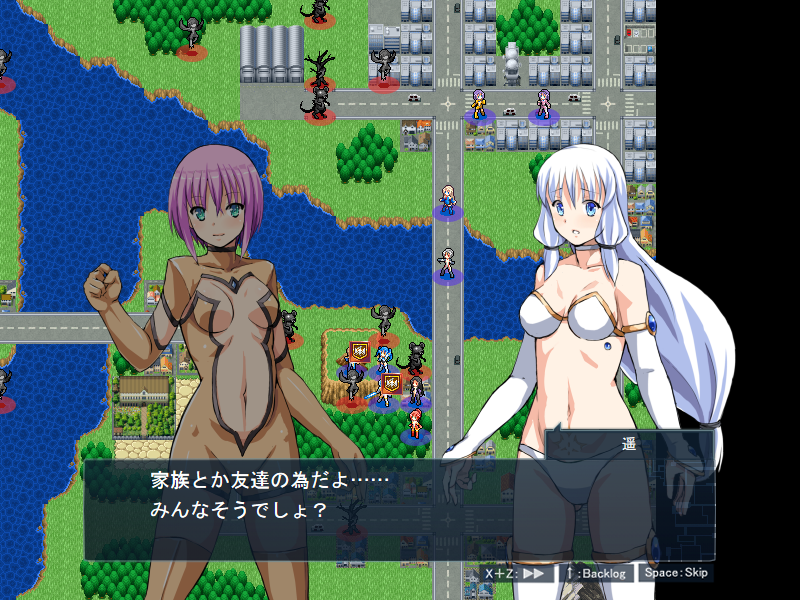 遥
家族とか友達の為だよ……
みんなそうでしょ？
X+Z:▶▶
↑:Backlog
Space:Skip